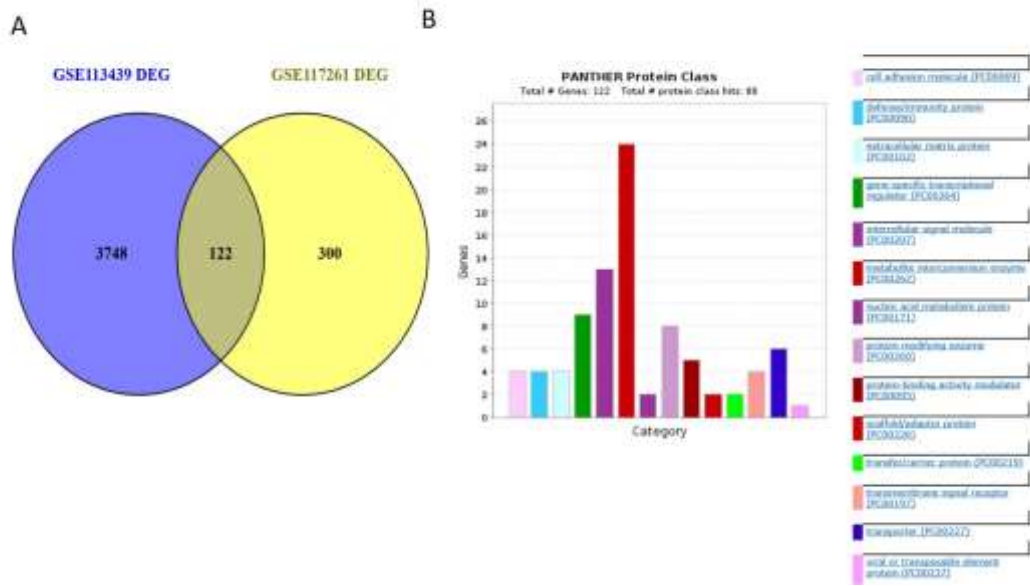 A
B
GSE113439 DEG
GSE117261 DEG
3748
122
300
PANTHER Protein Class
Total # Genes: 122 Total # protein class hits: 88
26
24
22
20
18
16
14
12
10
8
6
4
2
0
Genes
Category
cell adhesion molecule (PC00069)
defense/immunity protein
(PC00090)
extracellular matrix protein
(PC00102)
gene-specific transcriptional
regulator (PC00264)
intercellular signal molecule
(PC00207)
metabolite interconversion enzyme
(PC00262)
nucleic acid metabolism protein
(PC00171)
protein modifying enzyme
(PC00260)
protein-binding activity modulator
(PC00095)
scaffold/adaptor protein
(PC00226)
transfer/carrier protein (PC00219)
transmembrane signal receptor
(PC00197)
transporter (PC00227)
viral or transposable element
protein (PC00237)